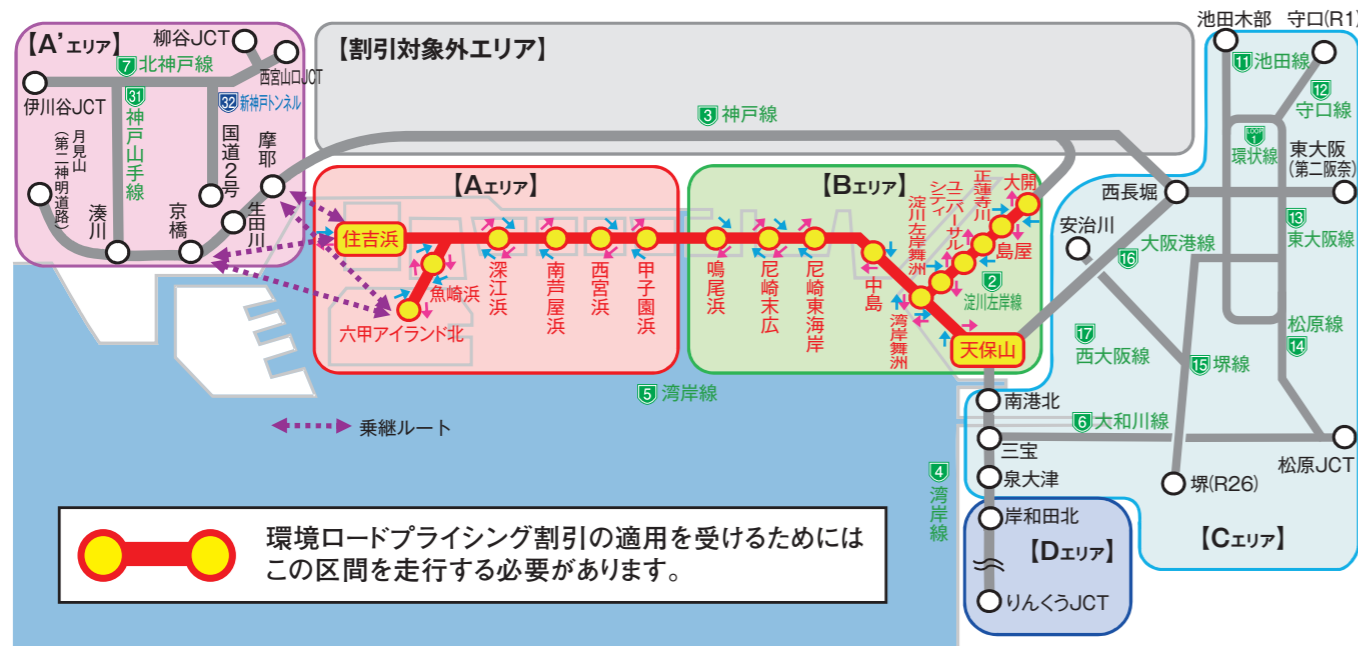 【A'エリア】
柳谷JCT
7 北神戸線
西宮山口JCT
伊川谷JCT
31 神戸山手線
32 新神戸トンネル
月見山
(第二神明道路)
国道2号
摩耶
湊川
京橋
生田川
【割引対象外エリア】
3 神戸線
【Aエリア】
住吉浜
魚崎浜
六甲アイランド北
深江浜
南芦屋浜
西宮浜
甲子園浜
【Bエリア】
鳴尾浜
尼崎末広
尼崎東海岸
中島
淀川左岸舞洲
ユニバーサル
シティ
正蓮寺川
大開
島屋
2
淀川左岸線
湾岸舞洲
天保山
5 湾岸線
池田木部
守口(R1)
11 池田線
12
守口線
LOOP
1
環状線
東大阪
(第二阪奈)
西長堀
安治川
16 大阪港線
13
東大阪線
17
西大阪線
15 堺線
松原線
14
南港北
6 大和川線
三宝
松原JCT
泉大津
堺(R26)
4 湾岸線
【Cエリア】
岸和田北
【Dエリア】
りんくうJCT
乗継ルート
環境ロードプライシング割引の適用を受けるためには
この区間を走行する必要があります。